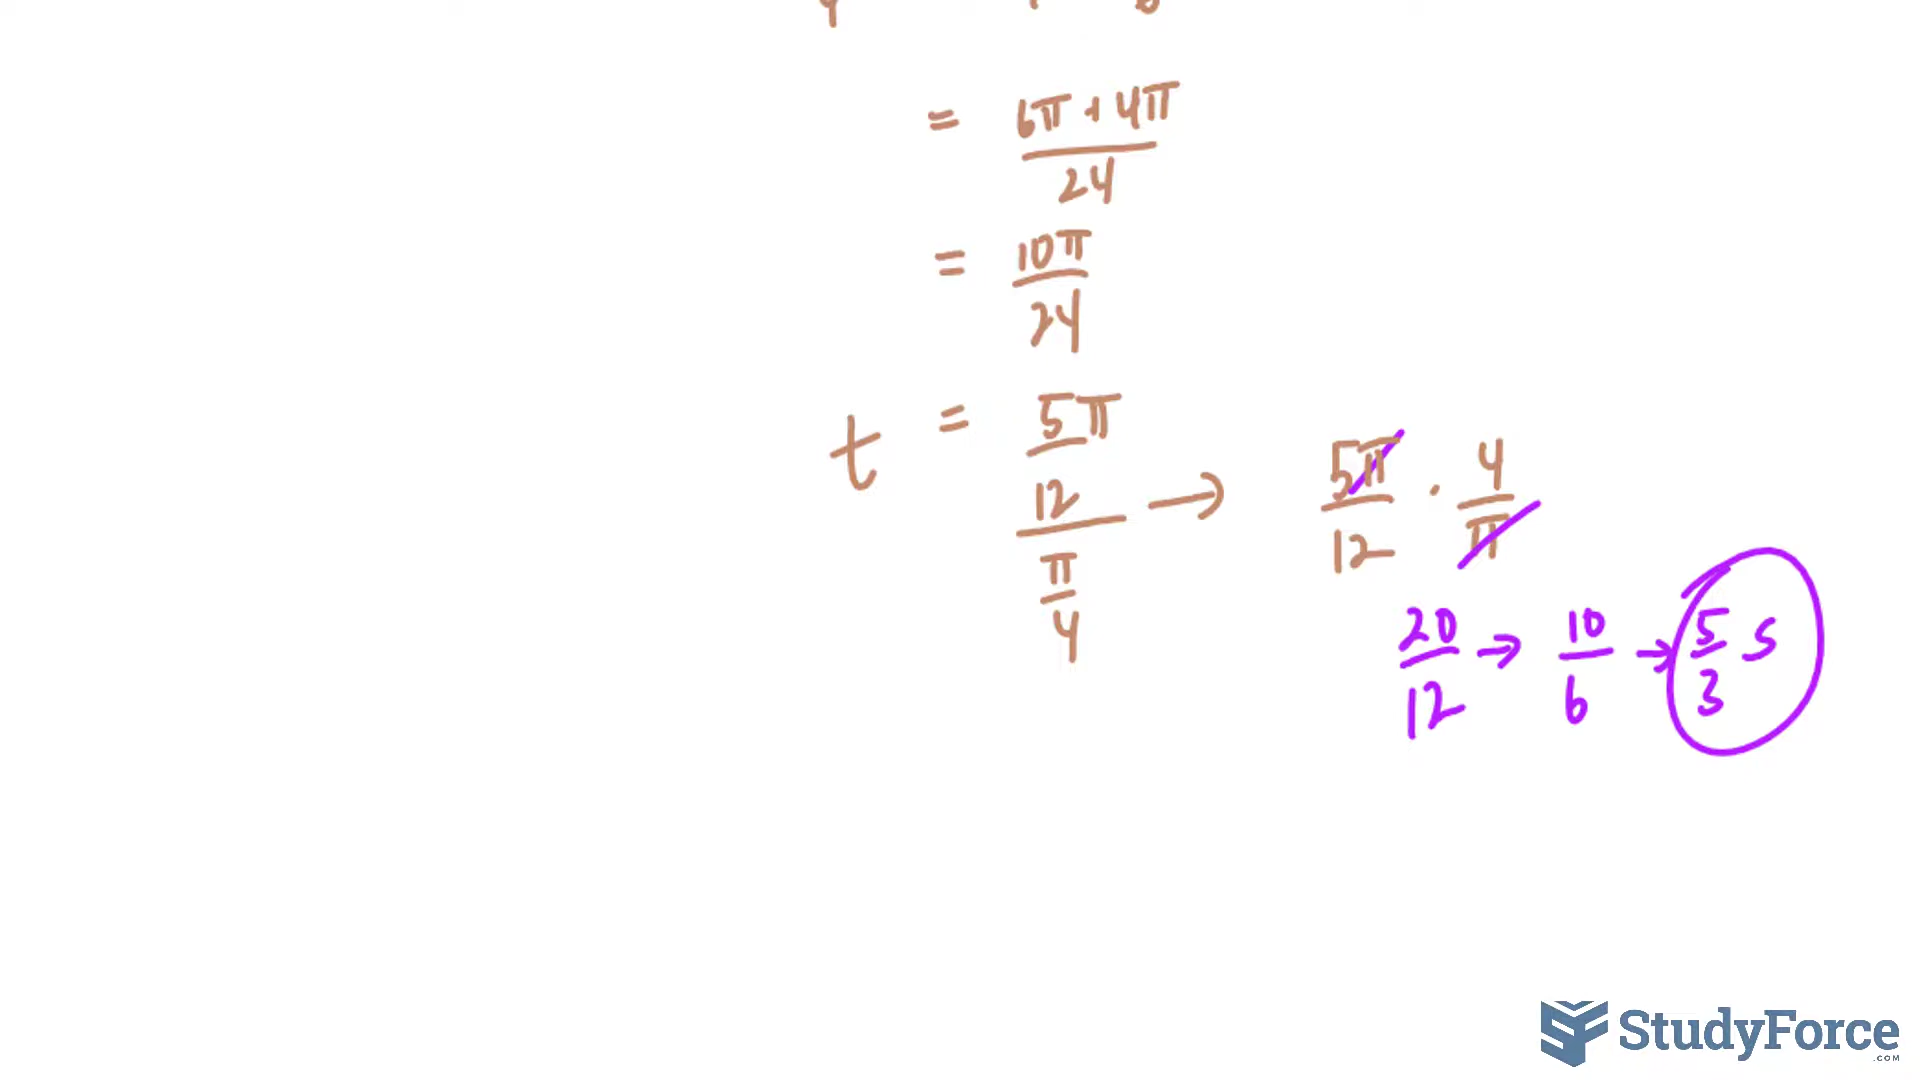 = 6π + 4π / 24
= 10π / 24
t = 5π / 12 / π / 4 → 5π / 12 · 4 / π
20 / 12 → 10 / 6 → 5 / 3 s
StudyForce
.COM